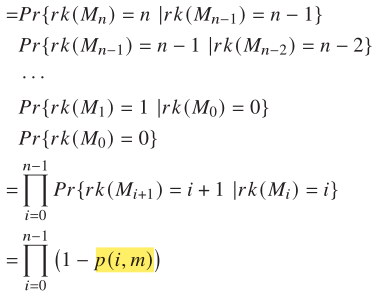 =Pr{rk(M_n) = n |rk(M_{n−1}) = n − 1}
Pr{rk(M_{n−1}) = n − 1 |rk(M_{n−2}) = n − 2}
...
Pr{rk(M_1) = 1 |rk(M_0) = 0}
Pr{rk(M_0) = 0}
=∏_{i=0}^{n−1} Pr{rk(M_{i+1}) = i + 1 |rk(M_i) = i}
=∏_{i=0}^{n−1} (1 − p(i, m))